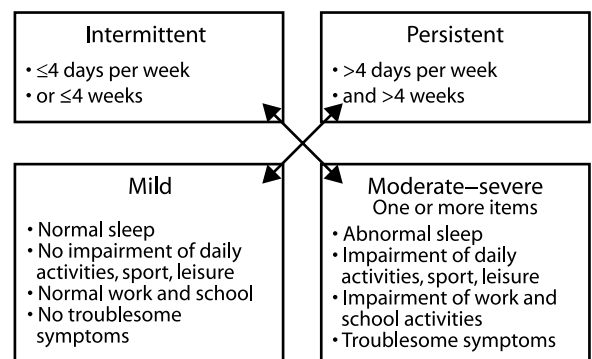 Intermittent
• ≤4 days per week
• or ≤4 weeks
Persistent
• >4 days per week
• and >4 weeks
Mild
• Normal sleep
• No impairment of daily
activities, sport, leisure
• Normal work and school
• No troublesome
symptoms
Moderate–severe
One or more items
• Abnormal sleep
• Impairment of daily
activities, sport, leisure
• Impairment of work and
school activities
• Troublesome symptoms